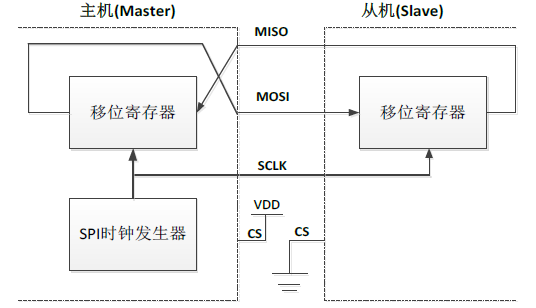 主机(Master)
从机(Slave)
MISO
移位寄存器
MOSI
移位寄存器
SCLK
SPI时钟发生器
VDD
CS
CS